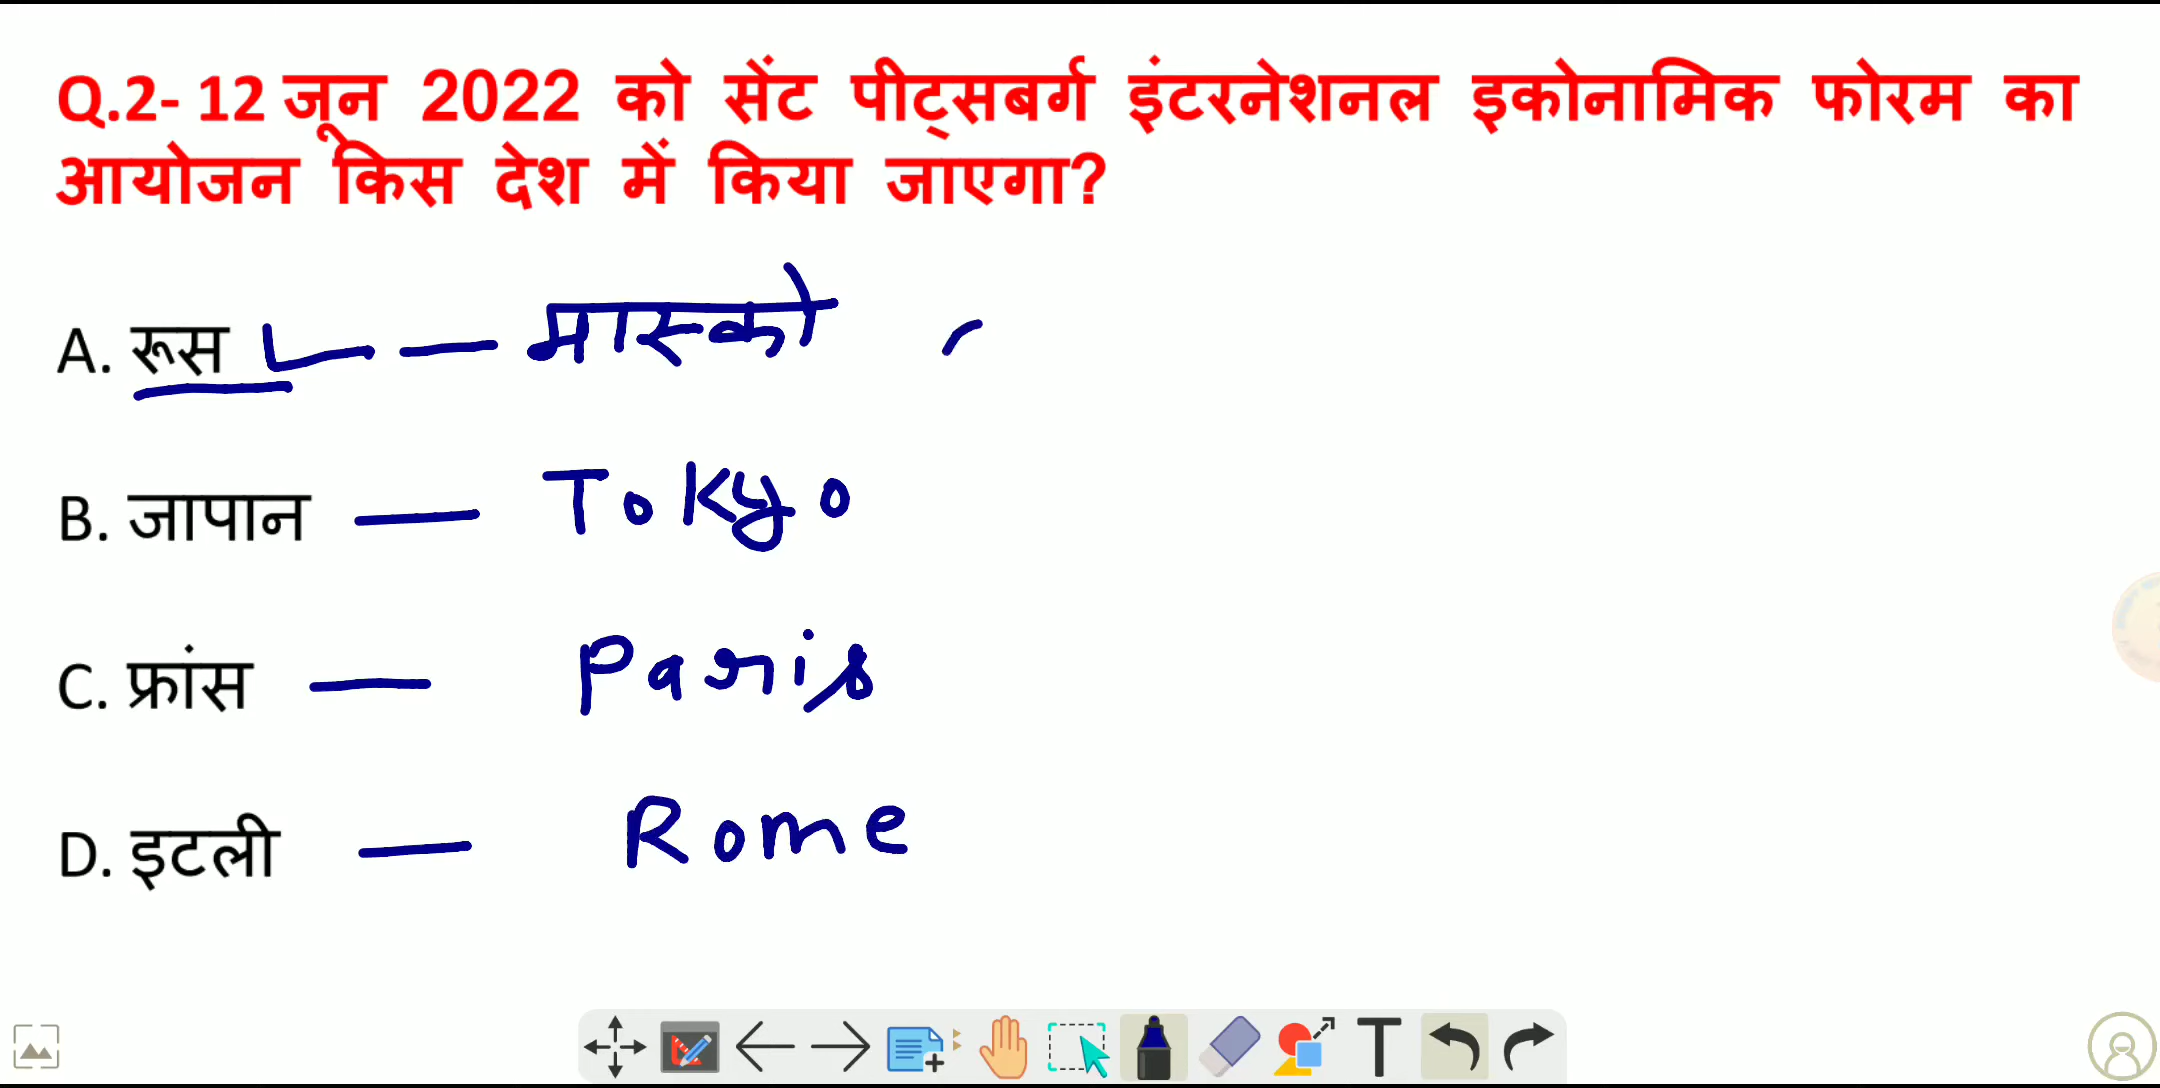 Q.2- 12 जून 2022 को सेंट पीट्सबर्ग इंटरनेशनल इकोनामिक फोरम का
आयोजन किस देश में किया जाएगा?
A. रूस — मास्को
B. जापान — Tokyo
C. फ्रांस — Paris
D. इटली — Rome